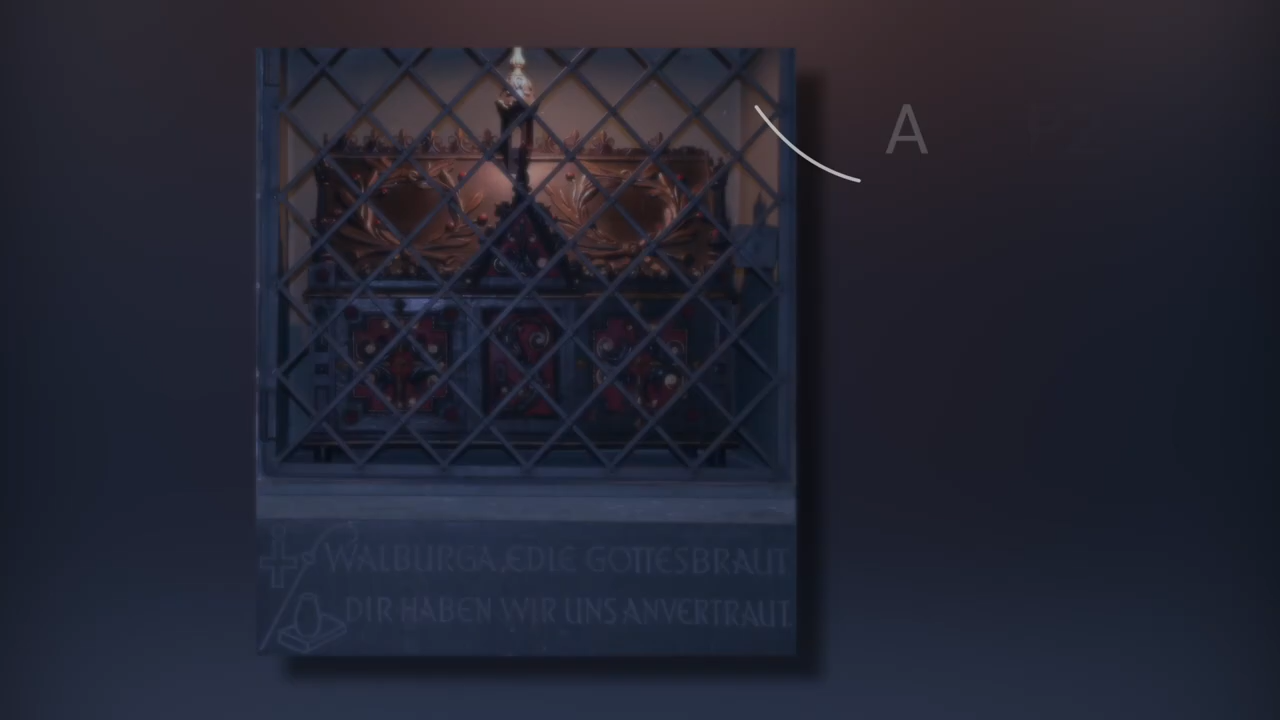 A
WALBURGA, EDLE GOTTESBRAUT
DIR HABEN WIR UNS ANVERTRAUT.